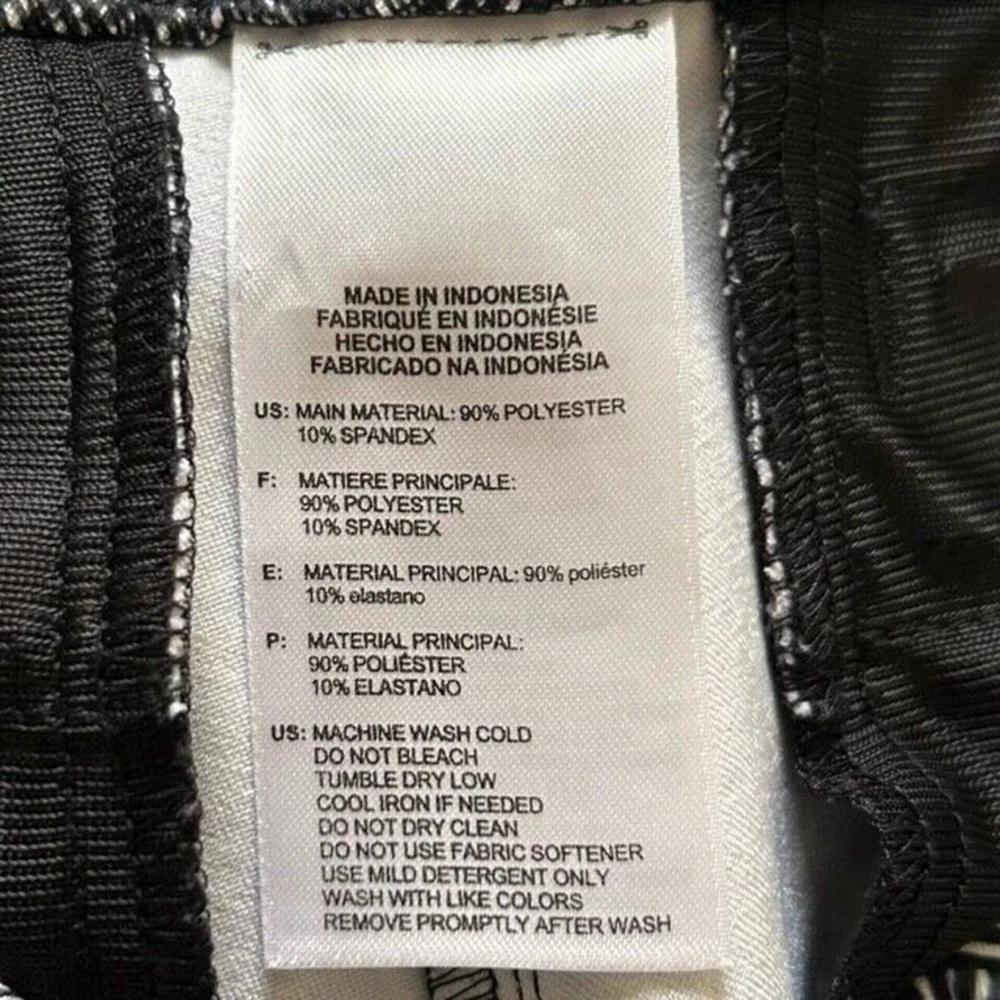 MADE IN INDONESIA
FABRIQUÉ EN INDONÉSIE
HECHO EN INDONESIA
FABRICADO NA INDONÉSIA
US: MAIN MATERIAL: 90% POLYESTER
10% SPANDEX
F: MATIERE PRINCIPALE:
90% POLYESTER
10% SPANDEX
E: MATERIAL PRINCIPAL: 90% poliéster
10% elastano
P: MATERIAL PRINCIPAL:
90% POLIÉSTER
10% ELASTANO
US: MACHINE WASH COLD
DO NOT BLEACH
TUMBLE DRY LOW
COOL IRON IF NEEDED
DO NOT DRY CLEAN
DO NOT USE FABRIC SOFTENER
USE MILD DETERGENT ONLY
WASH WITH LIKE COLORS
REMOVE PROMPTLY AFTER WASH